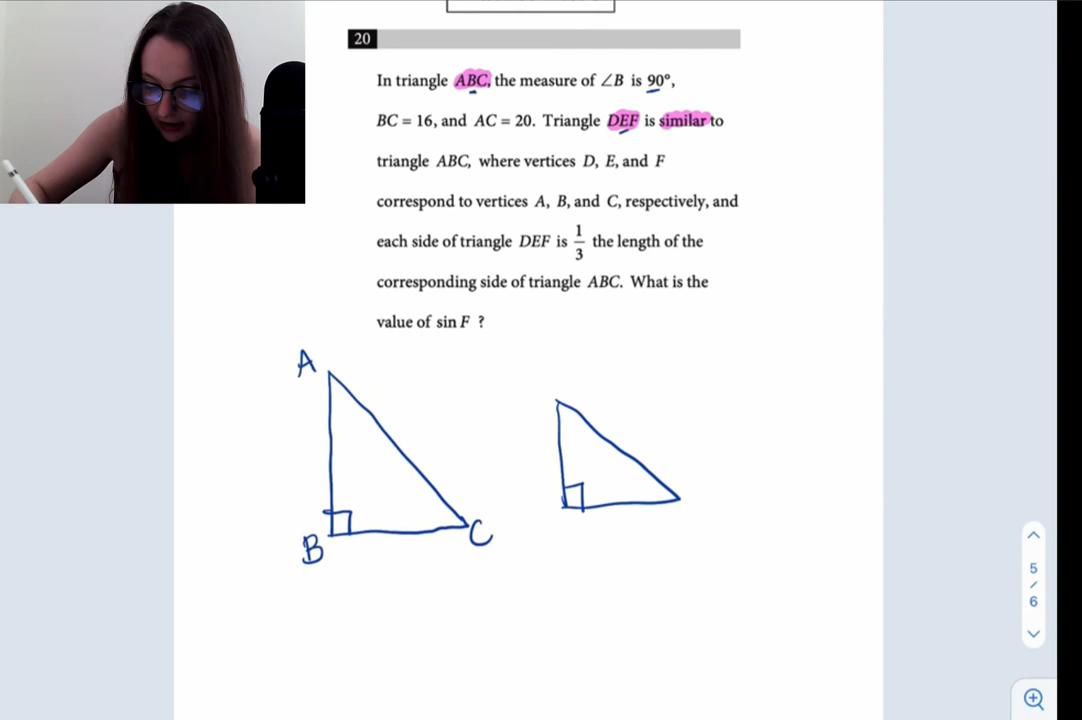 20
In triangle ABC, the measure of ∠B is 90°,
BC = 16, and AC = 20. Triangle DEF is similar to
triangle ABC, where vertices D, E, and F
correspond to vertices A, B, and C, respectively, and
each side of triangle DEF is 1/3 the length of the
corresponding side of triangle ABC. What is the
value of sin F ?
A
B
C
5
/
6